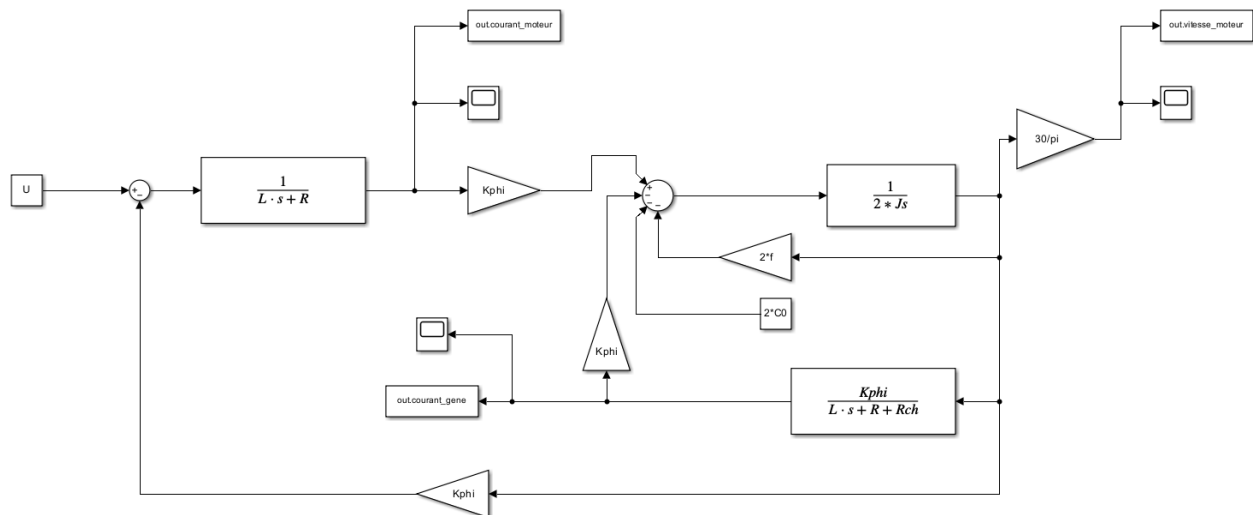 out.courant_moteur
out.vitesse_moteur
30/pi
U
+
−
1
L · s + R
Kphi
+
−
−
−
1
2 * Js
2*f
2*C0
Kphi
out.courant_gene
Kphi
L · s + R + Rch
Kphi